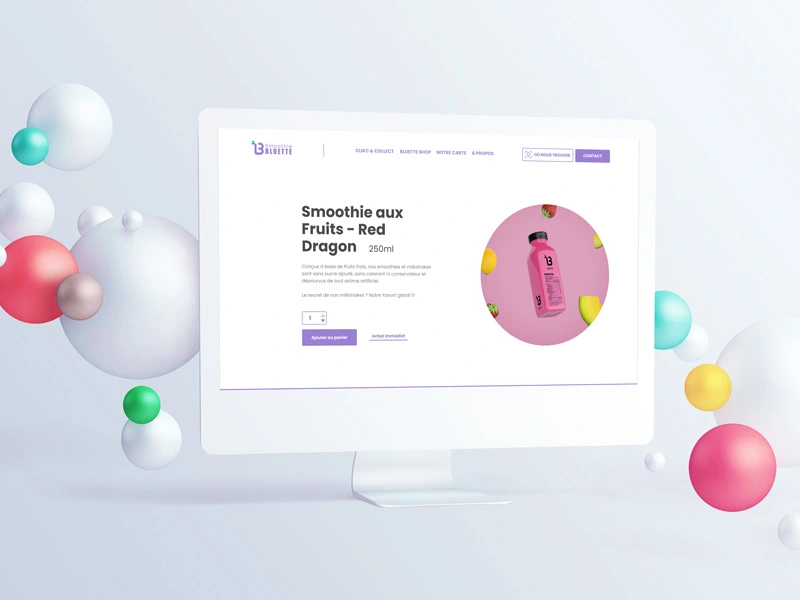 Smoothie
BLUETTE
CLIKC & COLLECT BLUETTE SHOP NOTRE CARTE À PROPOS
OÙ NOUS TROUVER
CONTACT
Smoothie aux
Fruits - Red
Dragon 250ml
Conçus à base de fruits frais, nos smoothies et milkshakes
sont sans sucre ajouté, sans colorant ni conservateur et
dépourvus de tout arôme artificiel.
Le secret de nos milkshakes ? Notre Yaourt glacé !!!
1
Ajouter au panier
Achat immédiat